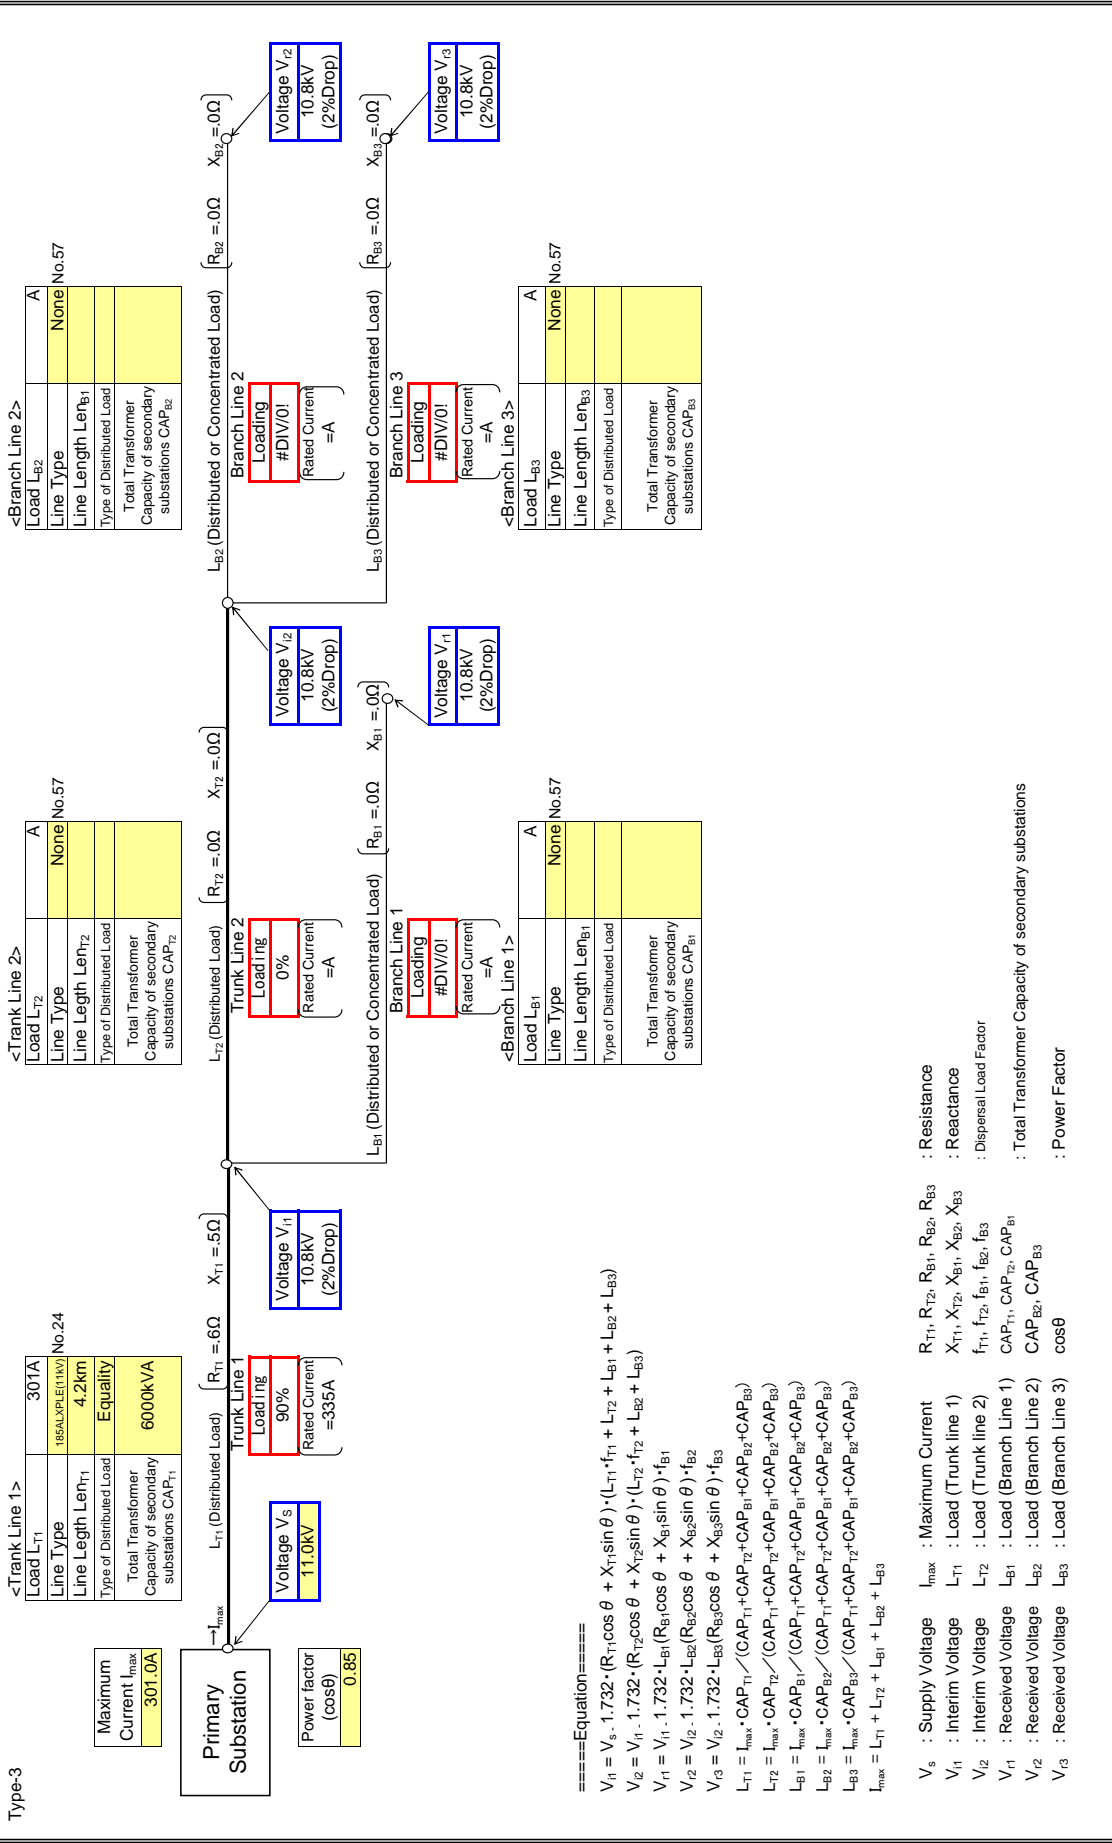 Type-3
Maximum
Current Imax
301.0A
Primary
Substation
Power factor
(cosθ)
0.85
→Imax
Voltage VS
11.0kV
<Trank Line 1>
Load LT1 301A
Line Type 185ALXPLE(11kV) No.24
Line Legth LenT1 4.2km
Type of Distributed Load Equality
Total Transformer
Capacity of secondary
substations CAPT1
6000kVA
LT1 (Distributed Load) RT1 =.6Ω XT1 =.5Ω
Trunk Line 1
Loading
90%
Rated Current
=335A
Voltage Vi1
10.8kV
(2%Drop)
<Trank Line 2>
Load LT2 A
Line Type None No.57
Line Length LenT2
Type of Distributed Load
Total Transformer
Capacity of secondary
substations CAPT2
LT2 (Distributed Load) RT2 =.0Ω XT2 =.0Ω
Trunk Line 2
Loading
0%
Rated Current
=A
Voltage Vi2
10.8kV
(2%Drop)
LB1 (Distributed or Concentrated Load) RB1 =.0Ω XB1 =.0Ω
Branch Line 1
Loading
#DIV/0!
Rated Current
=A
Voltage Vr1
10.8kV
(2%Drop)
<Branch Line 1>
Load LB1 A
Line Type None No.57
Line Length LenB1
Type of Distributed Load
Total Transformer
Capacity of secondary
substations CAPB1
<Branch Line 2>
Load LB2 A
Line Type None No.57
Line Length LenB1
Type of Distributed Load
Total Transformer
Capacity of secondary
substations CAPB2
LB2 (Distributed or Concentrated Load) RB2 =.0Ω XB2 =.0Ω
Branch Line 2
Loading
#DIV/0!
Rated Current
=A
Voltage Vr2
10.8kV
(2%Drop)
LB3 (Distributed or Concentrated Load) RB3 =.0Ω XB3 =.0Ω
Branch Line 3
Loading
#DIV/0!
Rated Current
=A
Voltage Vr3
10.8kV
(2%Drop)
<Branch Line 3>
Load LB3 A
Line Type None No.57
Line Length LenB3
Type of Distributed Load
Total Transformer
Capacity of secondary
substations CAPB3
=====Equation=====
Vi1 = Vs - 1.732・(RT1cos θ + XT1sin θ)・(LT1・fT1 + LT2 + LB1 + LB2 + LB3)
Vi2 = Vi1 - 1.732・(RT2cos θ + XT2sin θ)・(LT2・fT2 + LB2 + LB3)
Vr1 = Vi1 - 1.732・LB1(RB1cos θ + XB1sin θ)・fB1
Vr2 = Vi2 - 1.732・LB2(RB2cos θ + XB2sin θ)・fB2
Vr3 = Vi2 - 1.732・LB3(RB3cos θ + XB3sin θ)・fB3
LT1 = Imax・CAPT1／(CAPT1+CAPT2+CAPB1+CAPB2+CAPB3)
LT2 = Imax・CAPT2／(CAPT1+CAPT2+CAPB1+CAPB2+CAPB3)
LB1 = Imax・CAPB1／(CAPT1+CAPT2+CAPB1+CAPB2+CAPB3)
LB2 = Imax・CAPB2／(CAPT1+CAPT2+CAPB1+CAPB2+CAPB3)
LB3 = Imax・CAPB3／(CAPT1+CAPT2+CAPB1+CAPB2+CAPB3)
Imax = LT1 + LT2 + LB1 + LB2 + LB3
Vs : Supply Voltage Imax : Maximum Current RT1, RT2, RB1, RB2, RB3 : Resistance
Vi1 : Interim Voltage LT1 : Load (Trunk line 1) XT1, XT2, XB1, XB2, XB3 : Reactance
Vi2 : Interim Voltage LT2 : Load (Trunk line 2) fT1, fT2, fB1, fB2, fB3 : Dispersal Load Factor
Vr1 : Received Voltage LB1 : Load (Branch Line 1) CAPT1, CAPT2, CAPB1 : Total Transformer Capacity of secondary substations
Vr2 : Received Voltage LB2 : Load (Branch Line 2) CAPB2, CAPB3
Vr3 : Received Voltage LB3 : Load (Branch Line 3) cosθ : Power Factor